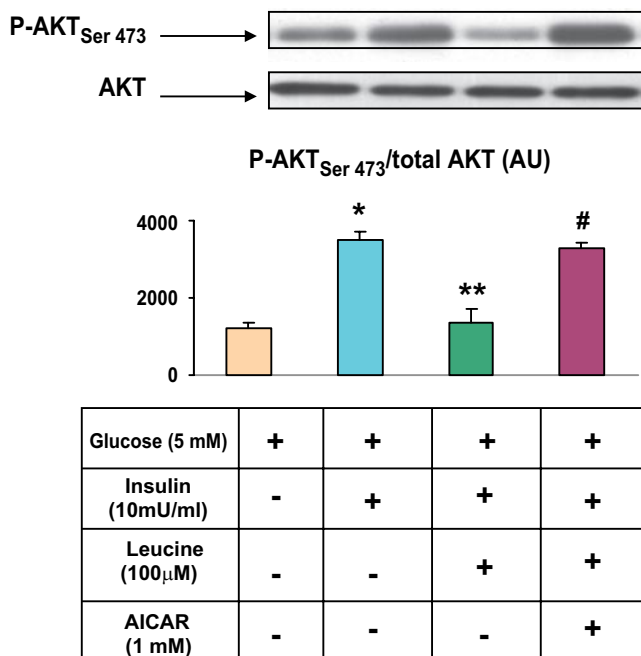 P-AKTSer 473
AKT
P-AKTSer 473/total AKT (AU)
4000
2000
0
*
**
#
Glucose (5 mM) + + + +
Insulin
(10mU/ml) - + + +
Leucine
(100μM) - - + +
AICAR
(1 mM) - - - +